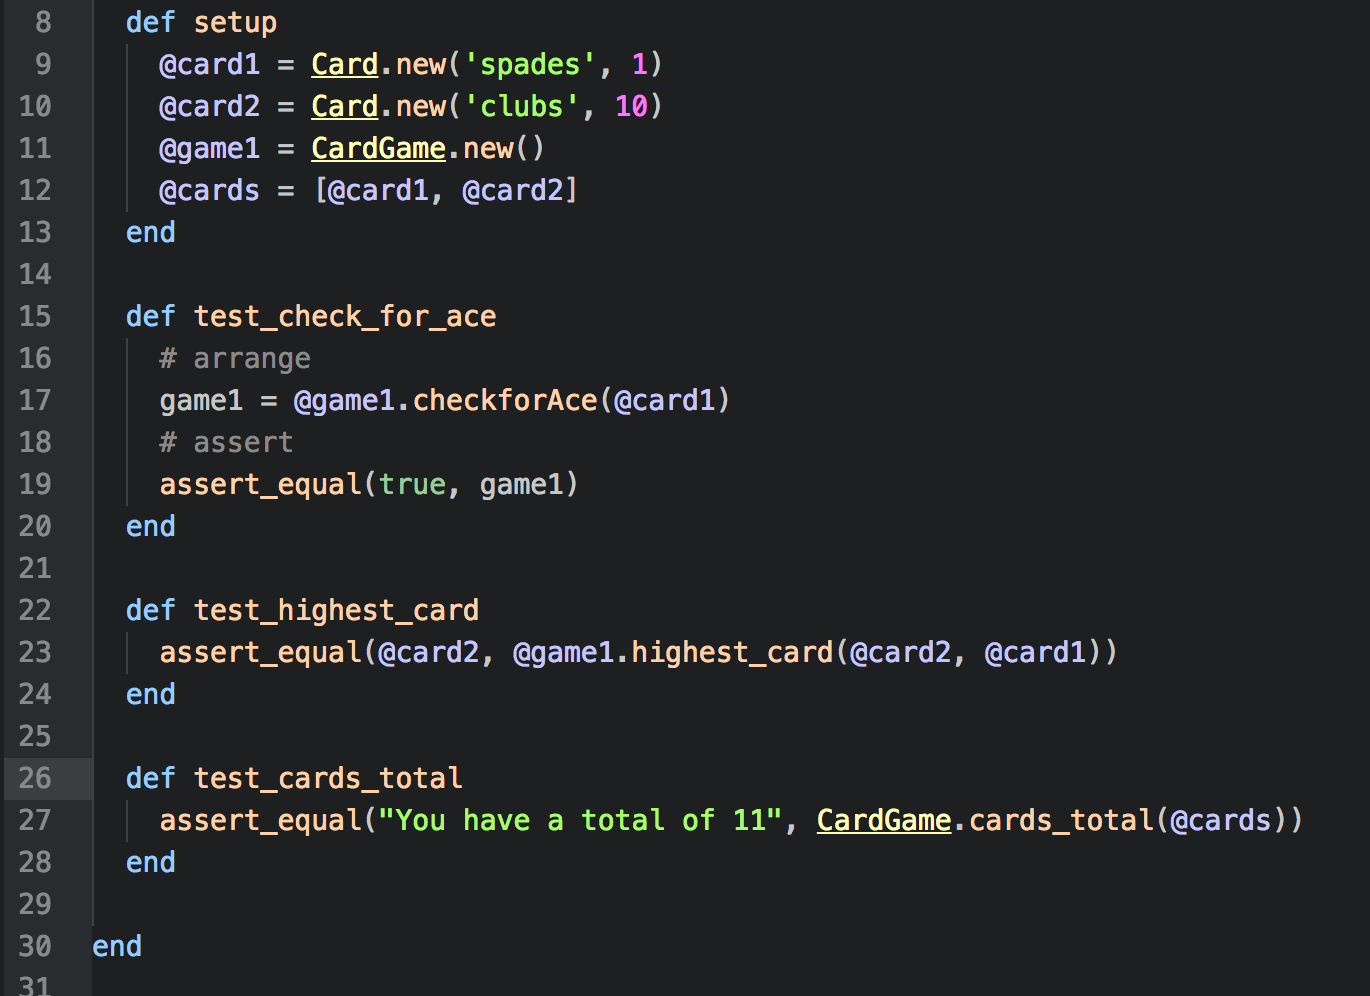 8 def setup
9 @card1 = Card.new('spades', 1)
10 @card2 = Card.new('clubs', 10)
11 @game1 = CardGame.new()
12 @cards = [@card1, @card2]
13 end
14
15 def test_check_for_ace
16 # arrange
17 game1 = @game1.checkforAce(@card1)
18 # assert
19 assert_equal(true, game1)
20 end
21
22 def test_highest_card
23 assert_equal(@card2, @game1.highest_card(@card2, @card1))
24 end
25
26 def test_cards_total
27 assert_equal("You have a total of 11", CardGame.cards_total(@cards))
28 end
29
30 end
31